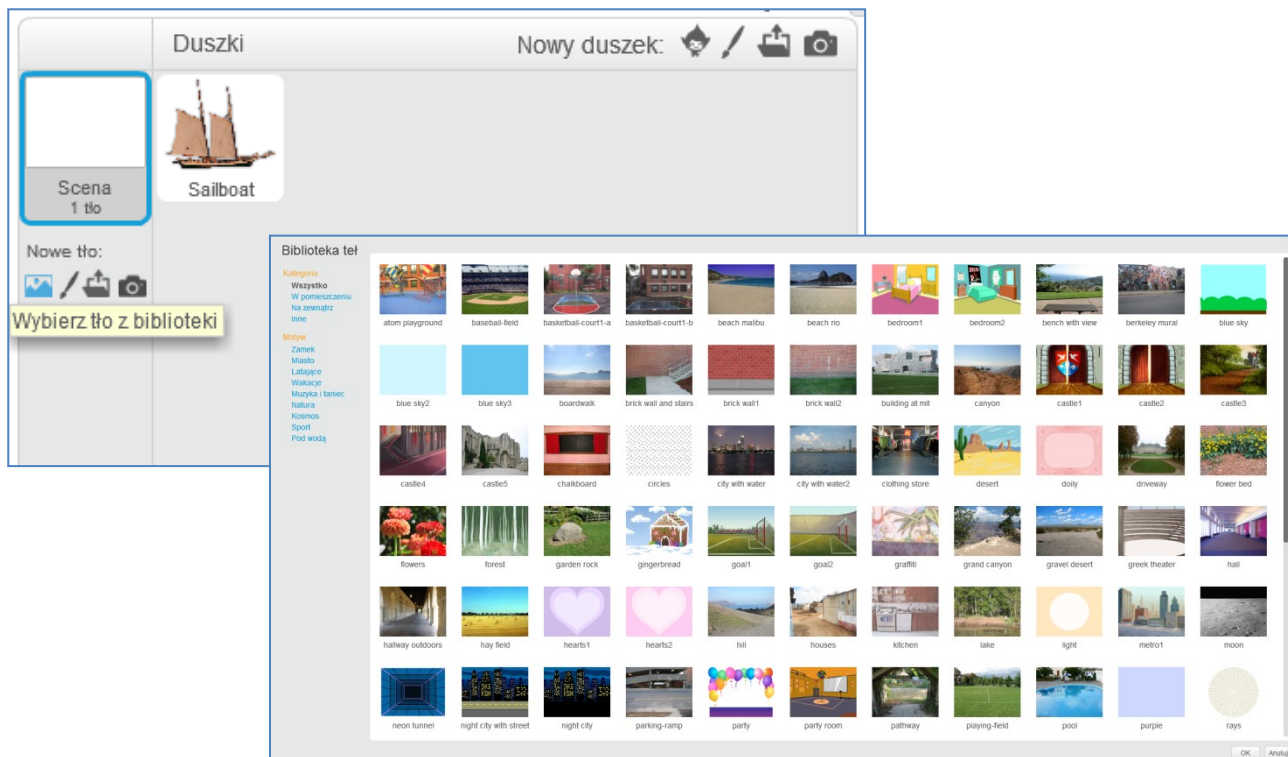 Duszki
Nowy duszek:
Scena
1 tło
Sailboat
Nowe tło:
Wybierz tło z biblioteki
Biblioteka teł
Kategoria
Wszystko
W pomieszczeniu
Na zewnątrz
Inne
Motyw
Zamek
Miasto
Latające
Wakacje
Muzyka i taniec
Natura
Kosmos
Sport
Pod wodą
atom playground baseball-field basketball-court1-a basketball-court1-b beach malibu beach rio bedroom1 bedroom2 bench with view berkeley mural blue sky
blue sky2 blue sky3 boardwalk brick wall and stairs brick wall1 brick wall2 building at mit canyon castle1 castle2 castle3
castle4 castle5 chalkboard circles city with water city with water2 clothing store desert doily driveway flower bed
flowers forest garden rock gingerbread goal1 goal2 graffiti grand canyon gravel desert greek theater hall
hallway outdoors hay field hearts1 hearts2 hill houses kitchen lake light metro1 moon
neon tunnel night city with street night city parking-ramp party party room pathway playing-field pool purple rays
OK Anuluj